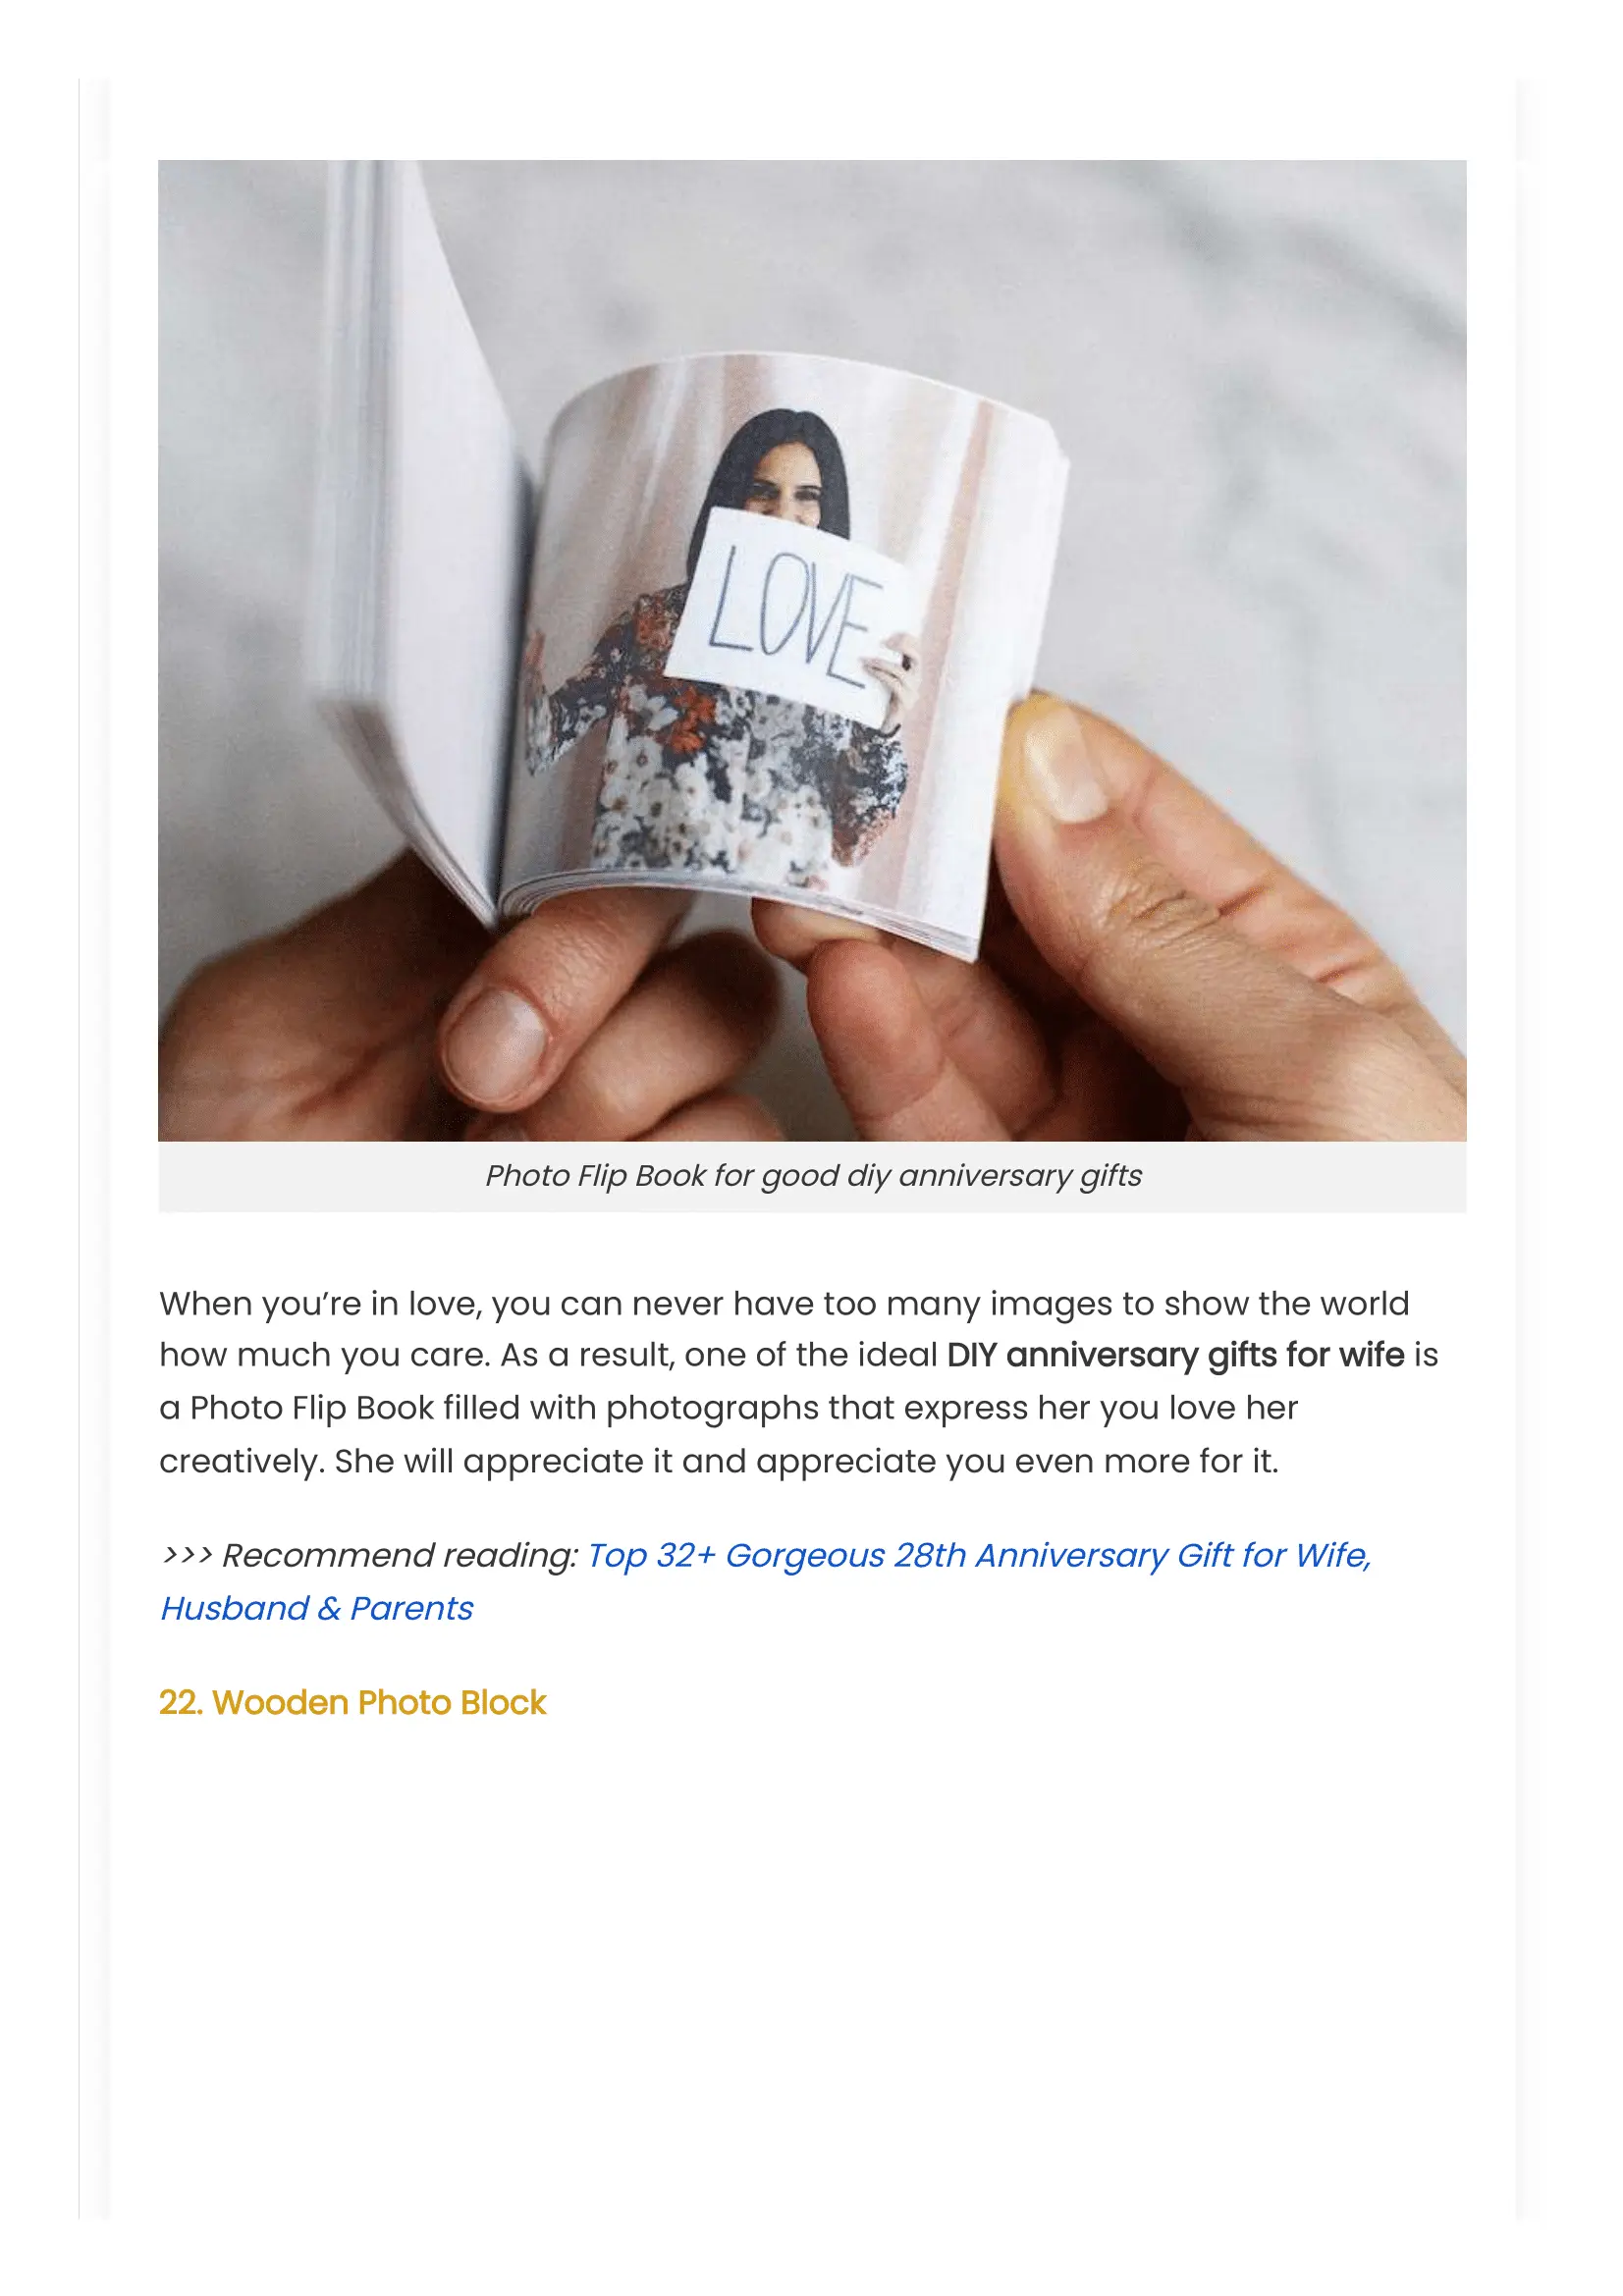 LOVE
Photo Flip Book for good diy anniversary gifts
When you’re in love, you can never have too many images to show the world
how much you care. As a result, one of the ideal DIY anniversary gifts for wife is
a Photo Flip Book filled with photographs that express her you love her
creatively. She will appreciate it and appreciate you even more for it.
>>> Recommend reading: Top 32+ Gorgeous 28th Anniversary Gift for Wife,
Husband & Parents
22. Wooden Photo Block